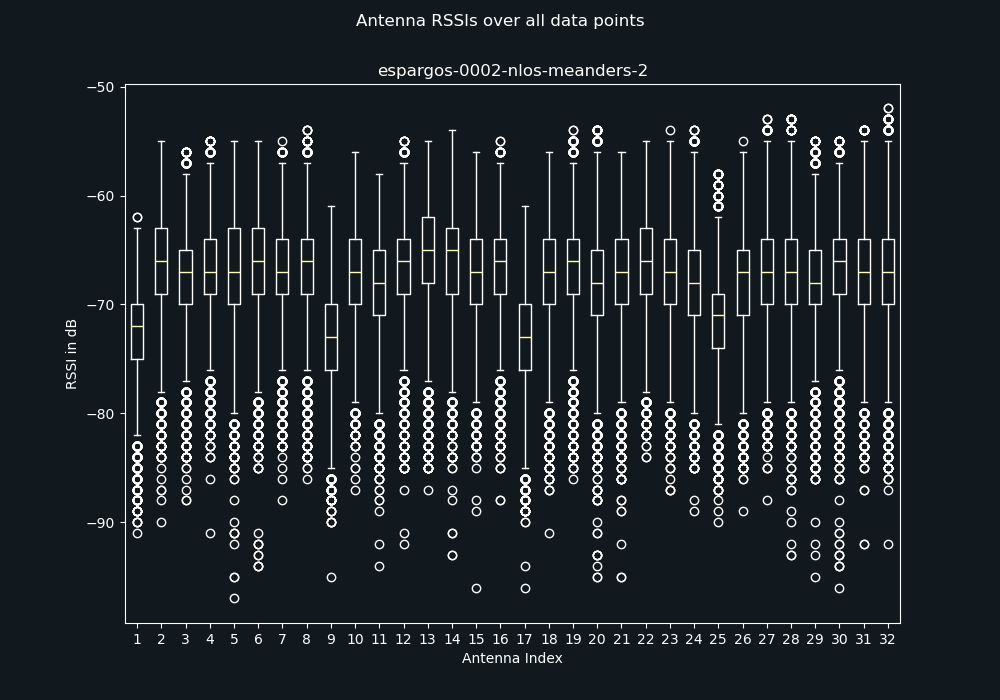 Antenna RSSIs over all data points
espargos-0002-nlos-meanders-2
−50
−60
−70
−80
−90
RSSI in dB
1 2 3 4 5 6 7 8 9 10 11 12 13 14 15 16 17 18 19 20 21 22 23 24 25 26 27 28 29 30 31 32
Antenna Index